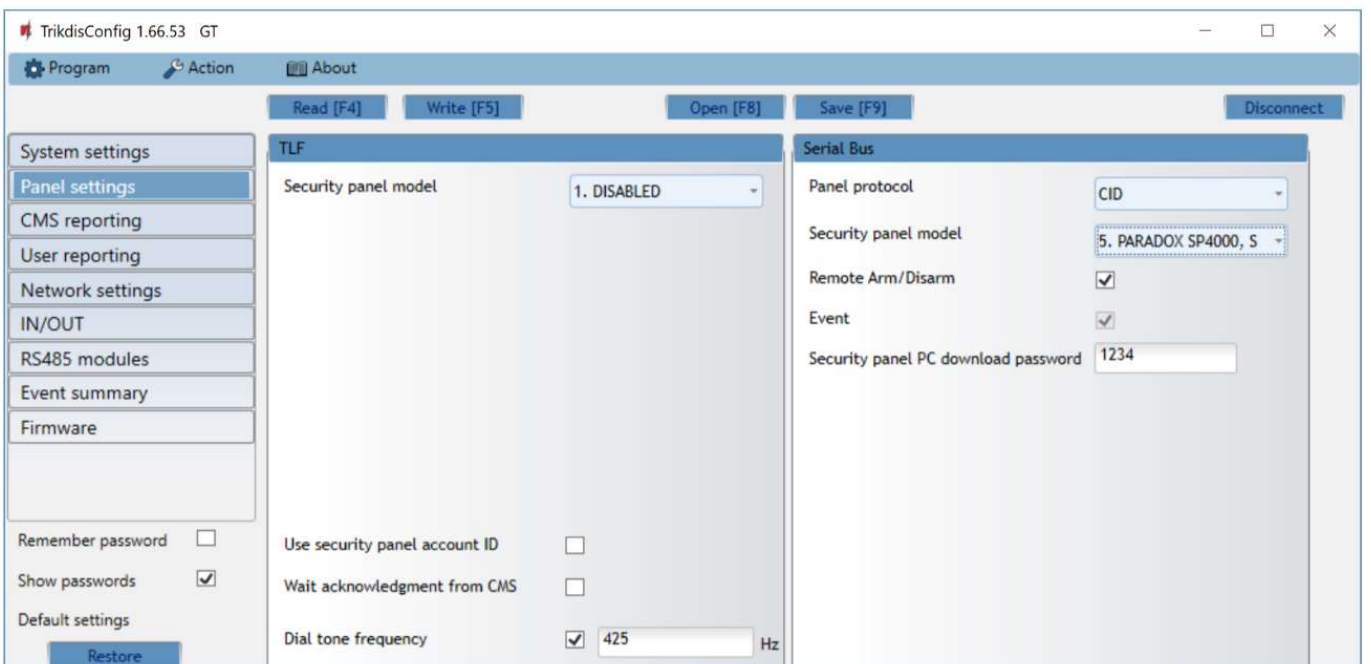 TrikdisConfig 1.66.53 GT
Program Action About
Read [F4] Write [F5] Open [F8] Save [F9] Disconnect
System settings
Panel settings
CMS reporting
User reporting
Network settings
IN/OUT
RS485 modules
Event summary
Firmware
Remember password
Show passwords
Default settings
Restore
TLF
Security panel model 1. DISABLED
Use security panel account ID
Wait acknowledgment from CMS
Dial tone frequency 425 Hz
Serial Bus
Panel protocol CID
Security panel model 5. PARADOX SP4000, S
Remote Arm/Disarm
Event
Security panel PC download password 1234